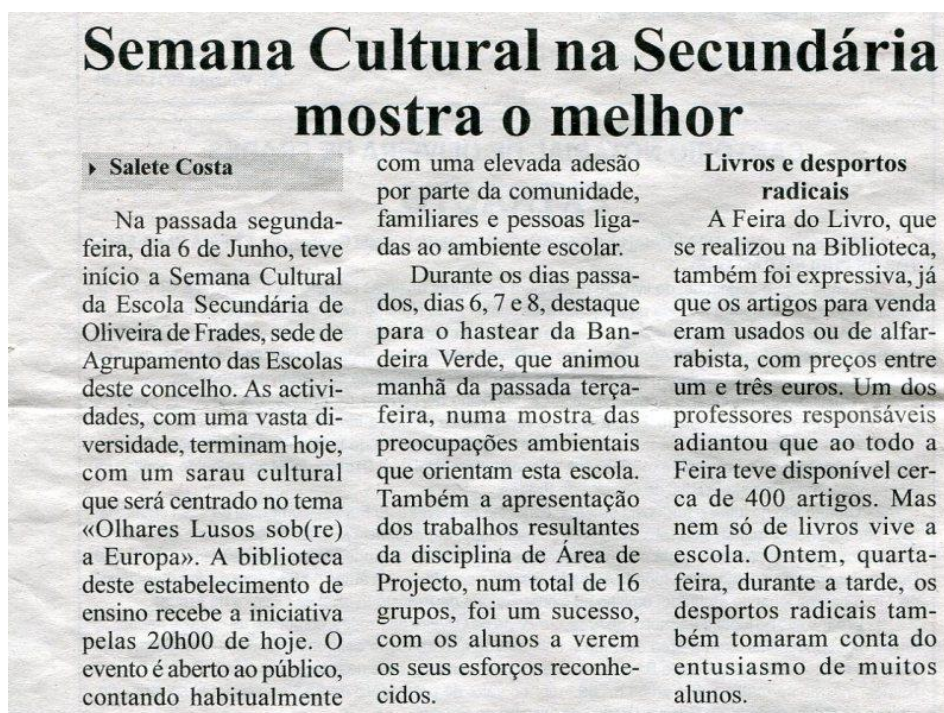 Semana Cultural na Secundária
mostra o melhor
Salete Costa
Na passada segunda-
feira, dia 6 de Junho, teve
início a Semana Cultural
da Escola Secundária de
Oliveira de Frades, sede de
Agrupamento das Escolas
deste concelho. As activi-
dades, com uma vasta di-
versidade, terminam hoje,
com um sarau cultural
que será centrado no tema
«Olhares Lusos sob(re)
a Europa». A biblioteca
deste estabelecimento de
ensino recebe a iniciativa
pelas 20h00 de hoje. O
evento é aberto ao público,
contando habitualmente
com uma elevada adesão
por parte da comunidade,
familiares e pessoas liga-
das ao ambiente escolar.
Durante os dias passa-
dos, dias 6, 7 e 8, destaque
para o hastear da Ban-
deira Verde, que animou
manhã da passada terça-
feira, numa mostra das
preocupações ambientais
que orientam esta escola.
Também a apresentação
dos trabalhos resultantes
da disciplina de Área de
Projecto, num total de 16
grupos, foi um sucesso,
com os alunos a verem
os seus esforços reconhe-
cidos.
Livros e desportos
radicais
A Feira do Livro, que
se realizou na Biblioteca,
também foi expressiva, já
que os artigos para venda
eram usados ou de alfar-
rabista, com preços entre
um e três euros. Um dos
professores responsáveis
adiantou que ao todo a
Feira teve disponível cer-
ca de 400 artigos. Mas
nem só de livros vive a
escola. Ontem, quarta-
feira, durante a tarde, os
desportos radicais tam-
bém tomaram conta do
entusiasmo de muitos
alunos.